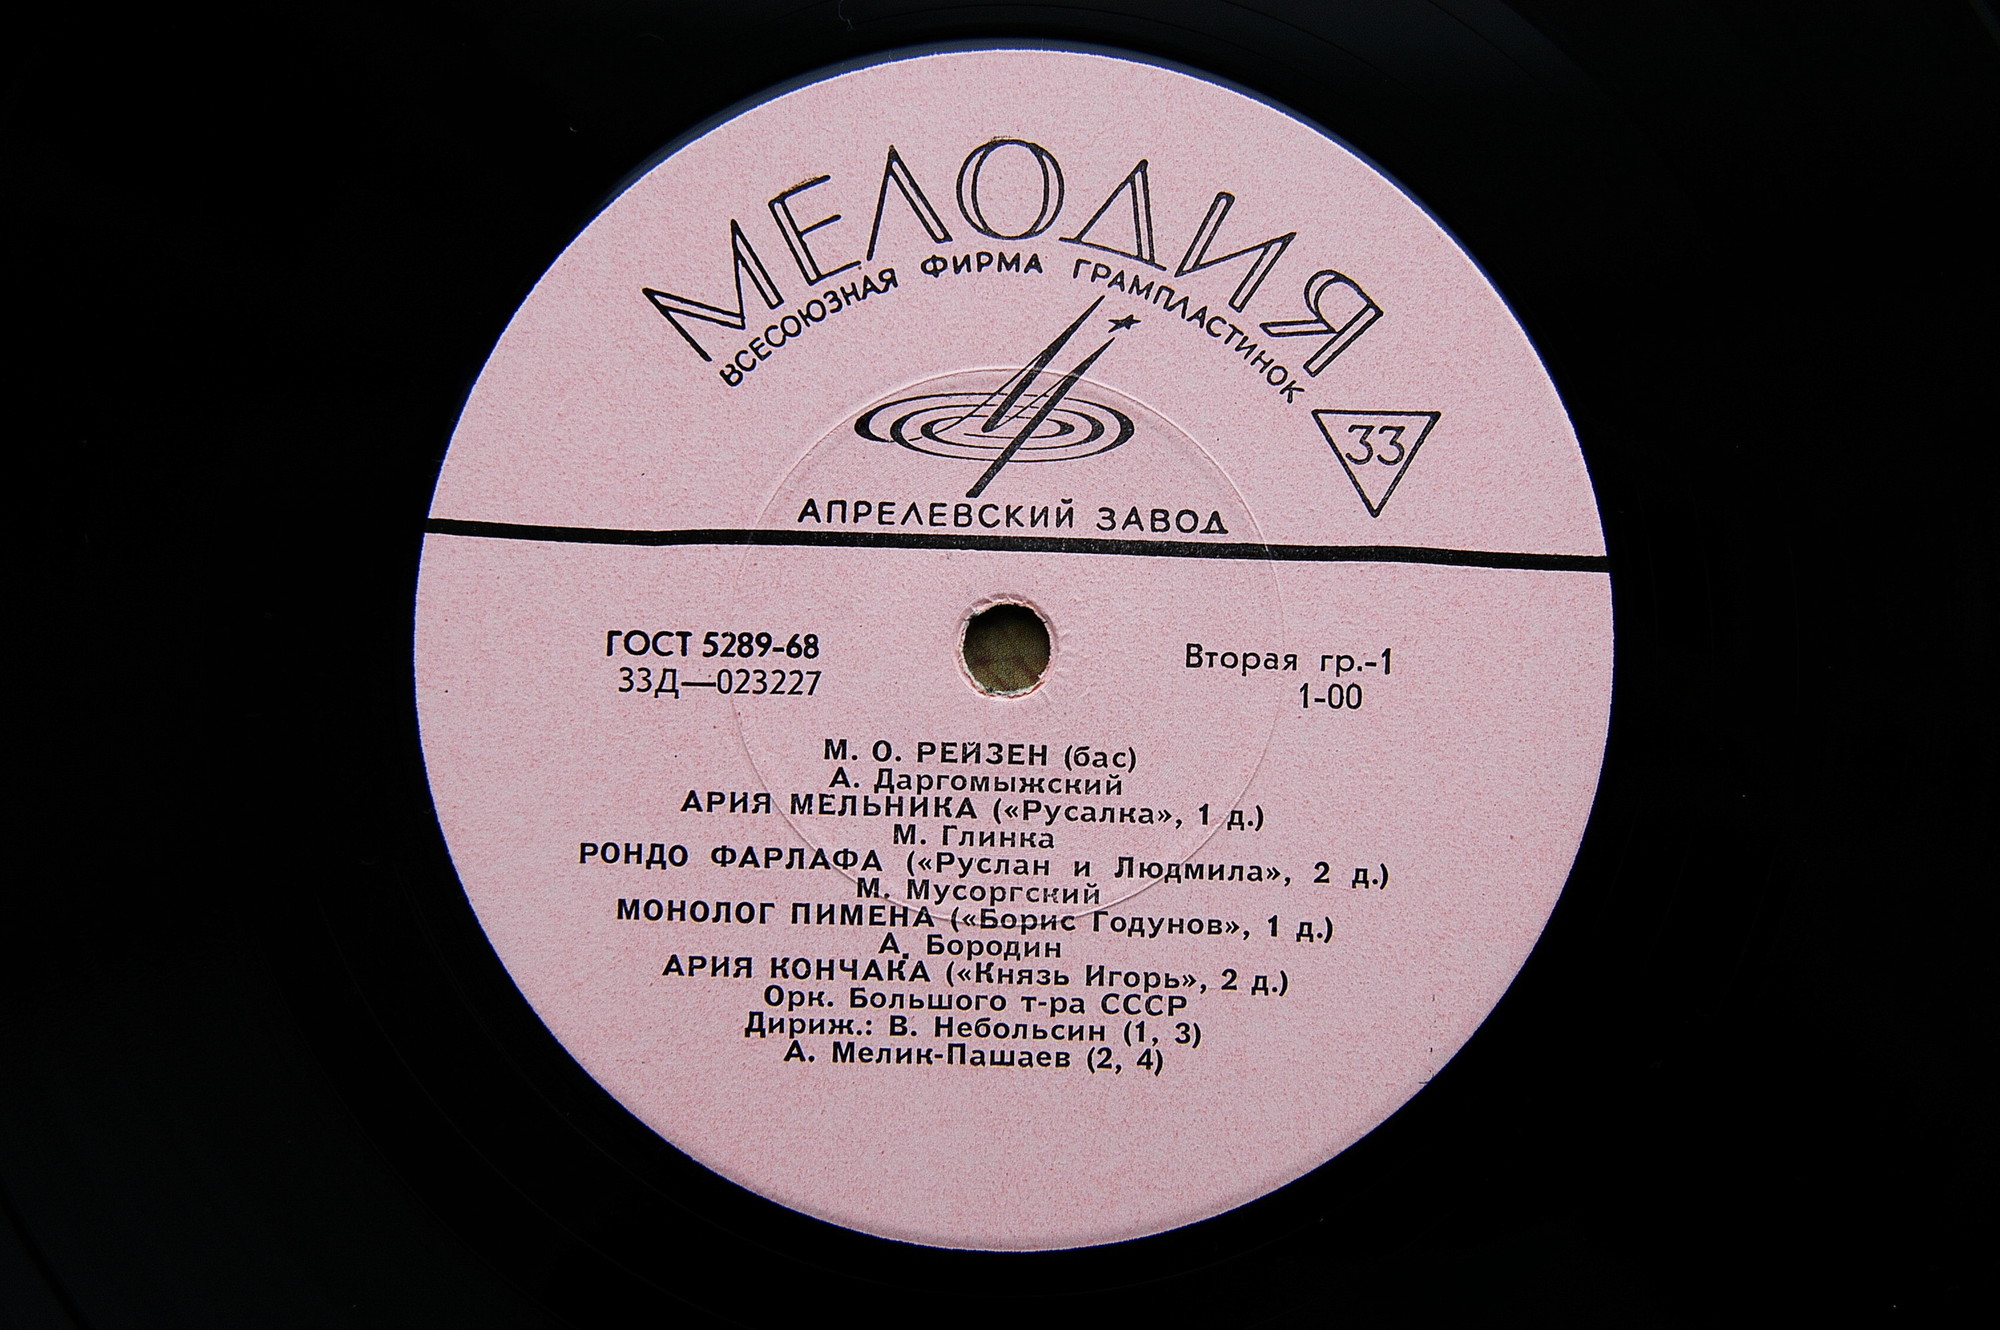 МЕЛОДИЯ
ВСЕСОЮЗНАЯ ФИРМА ГРАМПЛАСТИНОК
33
АПРЕЛЕВСКИЙ ЗАВОД
ГОСТ 5289-68
33Д—023227
Вторая гр.-1
1-00
М. О. РЕЙЗЕН (бас)
А. Даргомыжский
АРИЯ МЕЛЬНИКА («Русалка», 1 д.)
М. Глинка
РОНДО ФАРЛАФА («Руслан и Людмила», 2 д.)
М. Мусоргский
МОНОЛОГ ПИМЕНА («Борис Годунов», 1 д.)
А. Бородин
АРИЯ КОНЧАКА («Князь Игорь», 2 д.)
Орк. Большого т-ра СССР
Дириж.: В. Небольсин (1, 3)
А. Мелик-Пашаев (2, 4)